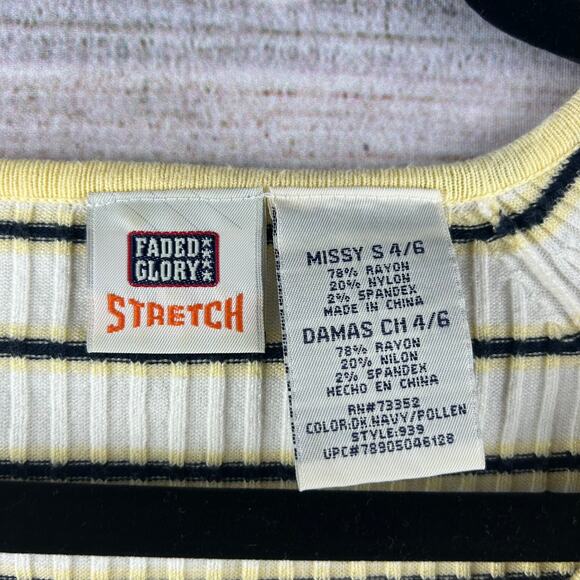 FADED
GLORY
STRETCH
MISSY S 4/6
78% RAYON
20% NYLON
2% SPANDEX
MADE IN CHINA
DAMAS CH 4/6
78% RAYON
20% NILON
2% SPANDEX
HECHO EN CHINA
RN#73352
COLOR:DK.NAVY/POLLEN
STYLE:939
UPC#78905046128